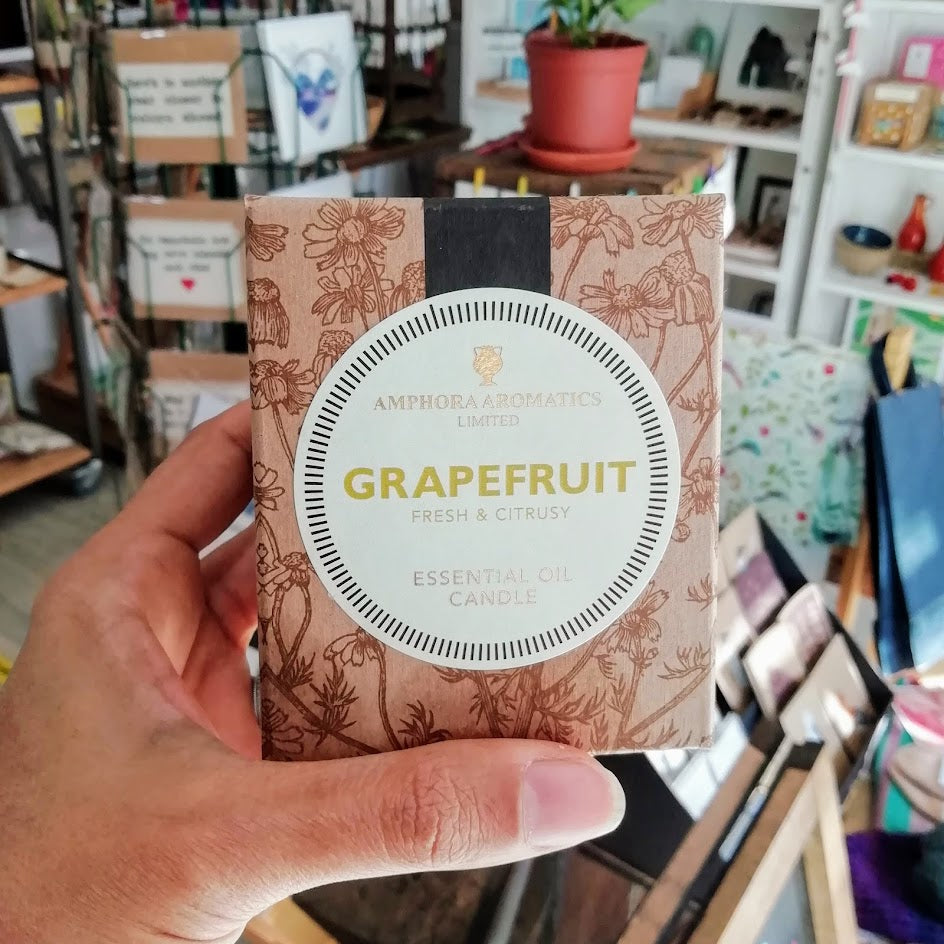 AMPHORA AROMATICS
LIMITED
GRAPEFRUIT
FRESH & CITRUSY
ESSENTIAL OIL
CANDLE